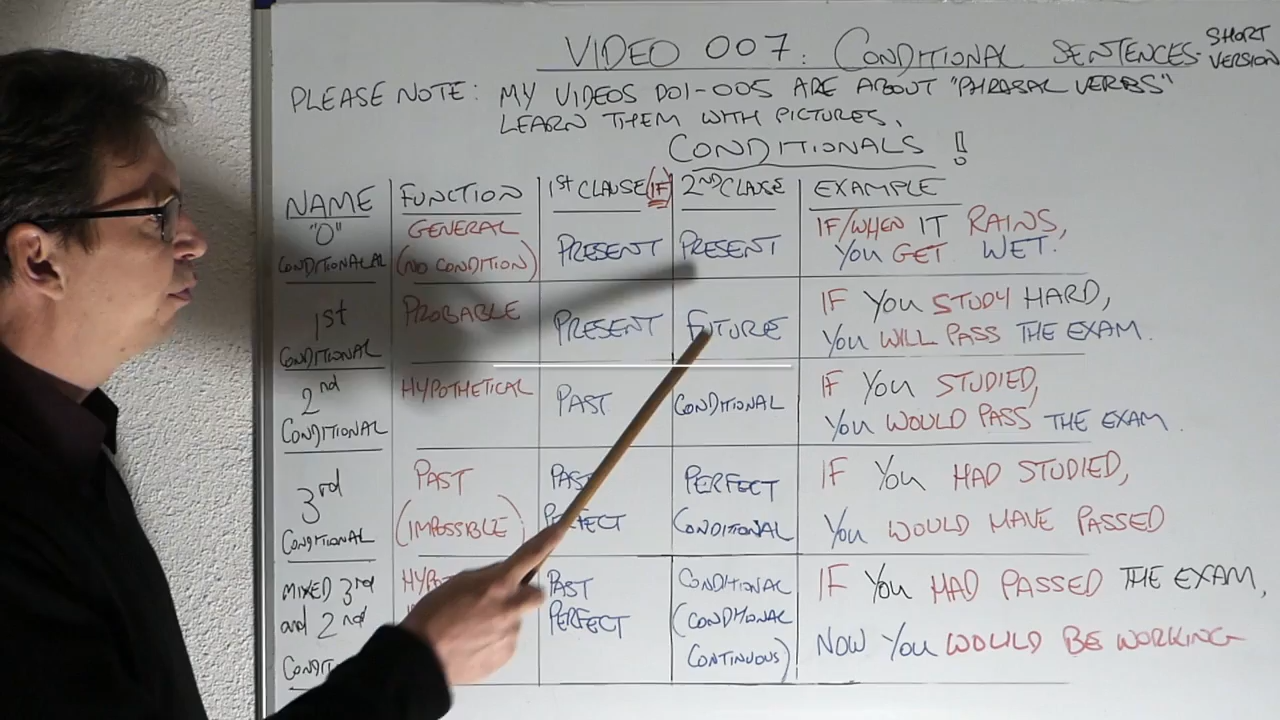 VIDEO 007: CONDITIONAL SENTENCES- SHORT VERSION
PLEASE NOTE: MY VIDEOS 001-005 ARE ABOUT "PHRASAL VERBS"
LEARN THEM WITH PICTURES.
CONDITIONALS !
NAME FUNCTION 1st CLAUSE (IF) 2ND CLAUSE EXAMPLE
"0" GENERAL PRESENT PRESENT IF/WHEN IT RAINS,
CONDITIONAL (NO CONDITION) YOU GET WET.
1st PROBABLE PRESENT FUTURE IF YOU STUDY HARD,
CONDITIONAL YOU WILL PASS THE EXAM.
2nd HYPOTHETICAL PAST CONDITIONAL IF YOU STUDIED,
CONDITIONAL YOU WOULD PASS THE EXAM.
3rd PAST PAST PERFECT IF YOU HAD STUDIED,
CONDITIONAL (IMPOSSIBLE) PERFECT CONDITIONAL YOU WOULD HAVE PASSED
MIXED 3rd PAST CONDITIONAL IF YOU HAD PASSED THE EXAM,
and 2nd PERFECT (CONDITIONAL NOW YOU WOULD BE WORKING
CONTINUOUS)